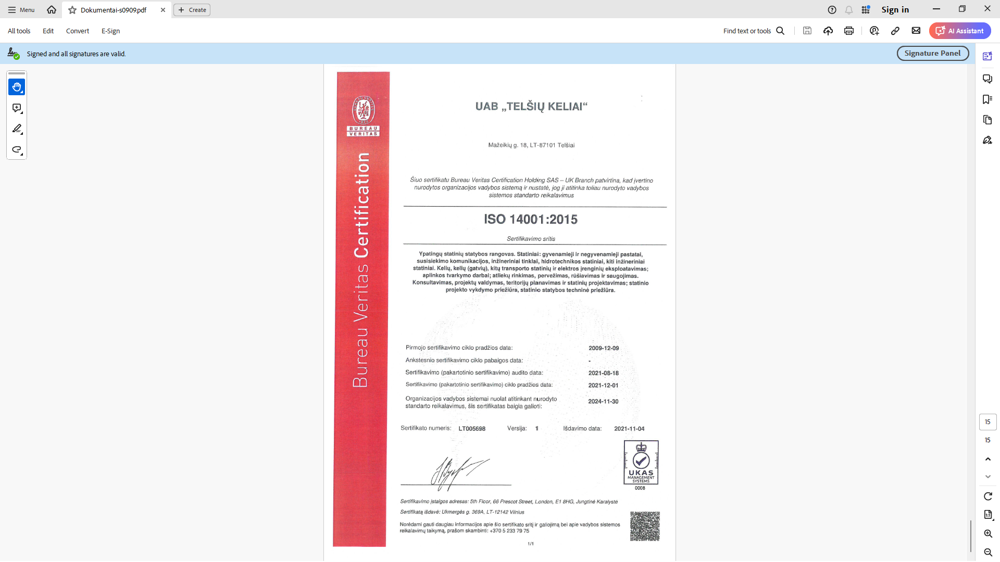 Menu
Dokumentai-s0909.pdf
Create
Sign in
All tools
Edit
Convert
E-Sign
Find text or tools
AI Assistant
Signed and all signatures are valid.
Signature Panel
BUREAU VERITAS
1828
BUREAU
VERITAS
Bureau Veritas Certification
UAB „TELŠIŲ KELIAI“
Mažeikių g. 18, LT-87101 Telšiai
Šiuo sertifikatu Bureau Veritas Certification Holding SAS – UK Branch patvirtina, kad įvertino
nurodytos organizacijos vadybos sistemą ir nustatė, jog ji atitinka toliau nurodyto vadybos
sistemos standarto reikalavimus
ISO 14001:2015
Sertifikavimo sritis
Ypatingų statinių statybos rangovas. Statiniai: gyvenamieji ir negyvenamieji pastatai,
susisiekimo komunikacijos, inžineriniai tinklai, hidrotechnikos statiniai, kiti inžineriniai
statiniai. Kelių, kelių (gatvių), kitų transporto statinių ir elektros įrenginių eksploatavimas;
aplinkos tvarkymo darbai; atliekų rinkimas, pervežimas, rūšiavimas ir saugojimas.
Konsultavimas, projektų valdymas, teritorijų planavimas ir statinių projektavimas; statinio
projekto vykdymo priežiūra, statinio statybos techninė priežiūra.
Pirmojo sertifikavimo ciklo pradžios data: 2009-12-09
Ankstesnio sertifikavimo ciklo pabaigos data: -
Sertifikavimo (pakartotinio sertifikavimo) audito data: 2021-08-18
Sertifikavimo (pakartotinio sertifikavimo) ciklo pradžios data: 2021-12-01
Organizacijos vadybos sistemai nuolat atitinkant nurodyto
standarto reikalavimus, šis sertifikatas baigia galioti: 2024-11-30
Sertifikato numeris: LT005698 Versija: 1 Išdavimo data: 2021-11-04
UKAS
MANAGEMENT
SYSTEMS
0008
Sertifikavimo įstaigos adresas: 5th Floor, 66 Prescot Street, London, E1 8HG, Jungtinė Karalystė
Sertifikatą išdavė: Ukmergės g. 369A, LT-12142 Vilnius
Norėdami gauti daugiau informacijos apie šio sertifikato sritį ir galiojimą bei apie vadybos sistemos
reikalavimų taikymą, prašom skambinti: +370 5 233 79 75
1/1
15
15
1:1